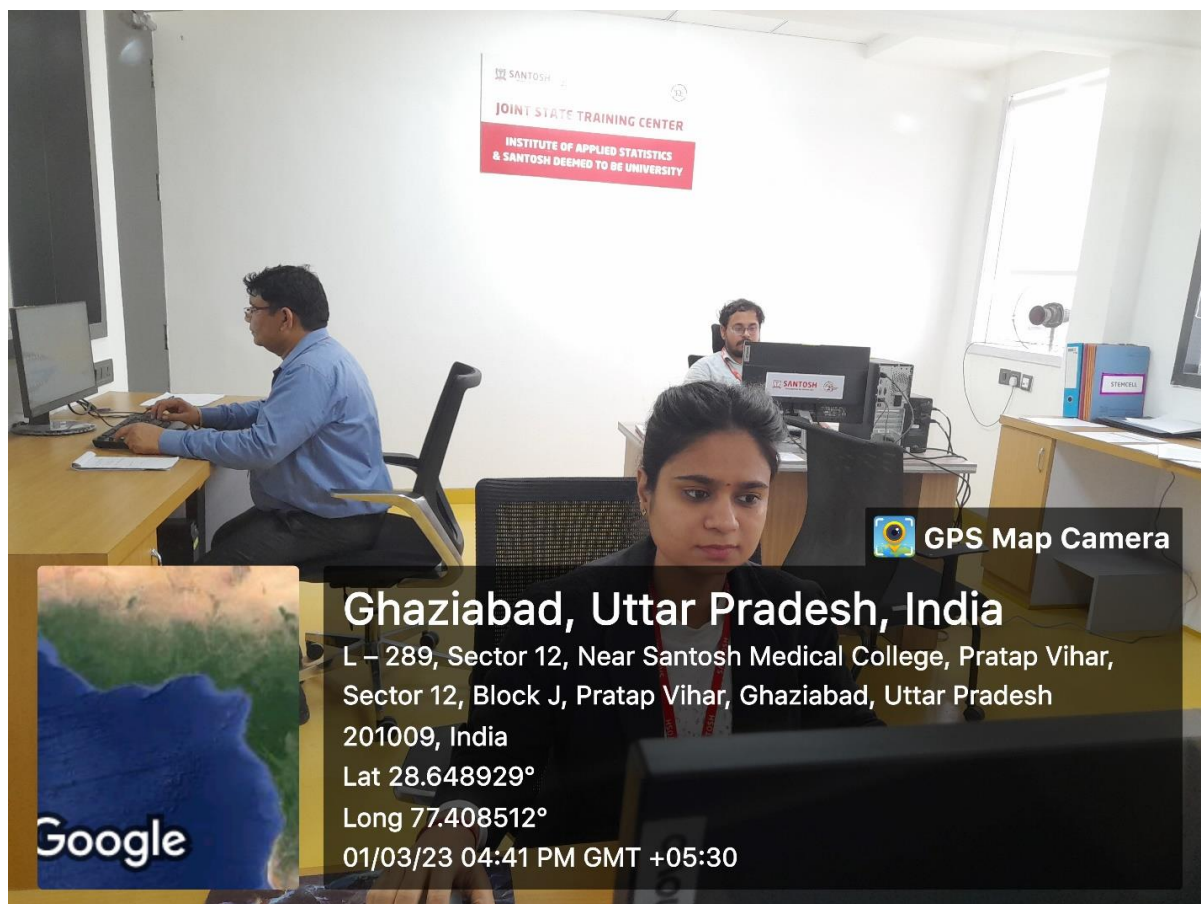 SANTOSH
JOINT STATE TRAINING CENTER
INSTITUTE OF APPLIED STATISTICS
& SANTOSH DEEMED TO BE UNIVERSITY
SANTOSH
STEMCELL
GPS Map Camera
Ghaziabad, Uttar Pradesh, India
L – 289, Sector 12, Near Santosh Medical College, Pratap Vihar,
Sector 12, Block J, Pratap Vihar, Ghaziabad, Uttar Pradesh
201009, India
Lat 28.648929°
Long 77.408512°
01/03/23 04:41 PM GMT +05:30
Google
SANTOSH